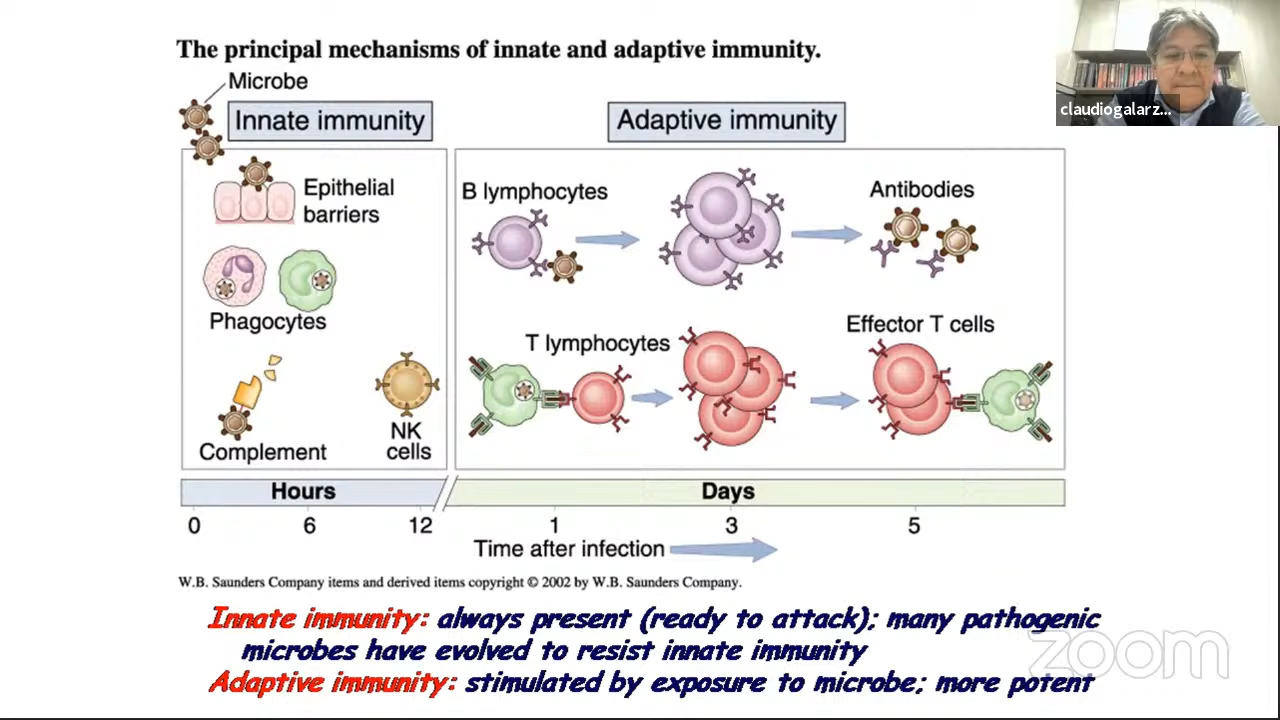 The principal mechanisms of innate and adaptive immunity.
Microbe
claudiogalarz...
Innate immunity
Adaptive immunity
Epithelial
barriers
B lymphocytes
Antibodies
Phagocytes
T lymphocytes
Effector T cells
Complement
NK
cells
Hours
Days
0 6 12 1 3 5
Time after infection
W.B. Saunders Company items and derived items copyright © 2002 by W.B. Saunders Company.
Innate immunity: always present (ready to attack); many pathogenic
microbes have evolved to resist innate immunity
Adaptive immunity: stimulated by exposure to microbe; more potent
zoom